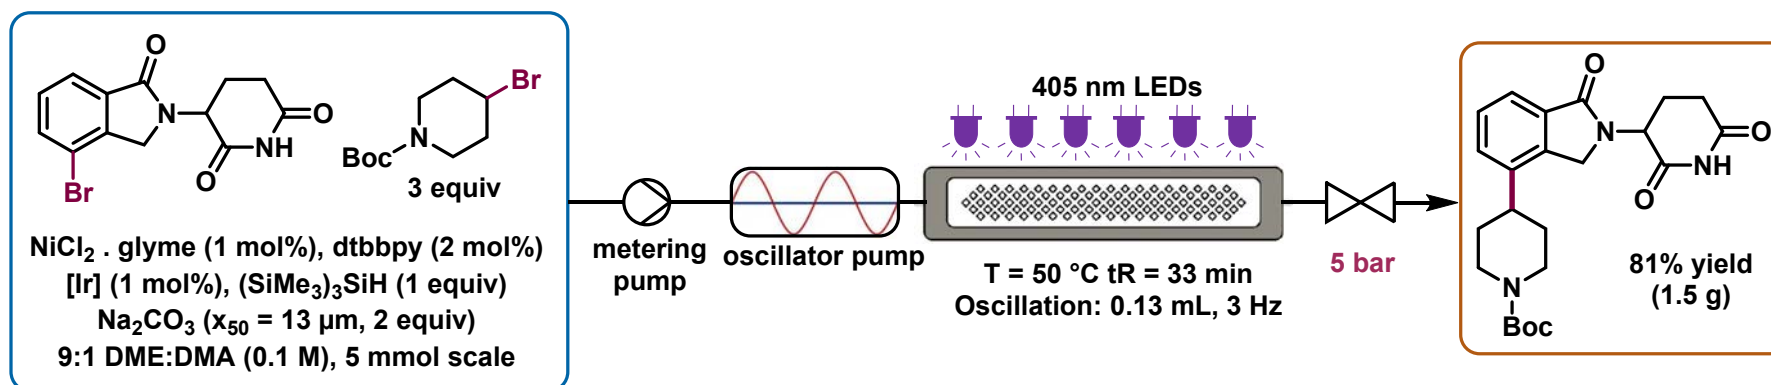 O
N
O
NH
O
Br
Br
N
Boc
3 equiv
NiCl₂ . glyme (1 mol%), dtbbpy (2 mol%)
[Ir] (1 mol%), (SiMe₃)₃SiH (1 equiv)
Na₂CO₃ (x₅₀ = 13 µm, 2 equiv)
9:1 DME:DMA (0.1 M), 5 mmol scale
metering
pump
oscillator pump
405 nm LEDs
T = 50 °C tR = 33 min
Oscillation: 0.13 mL, 3 Hz
5 bar
O
N
O
NH
O
N
Boc
81% yield
(1.5 g)